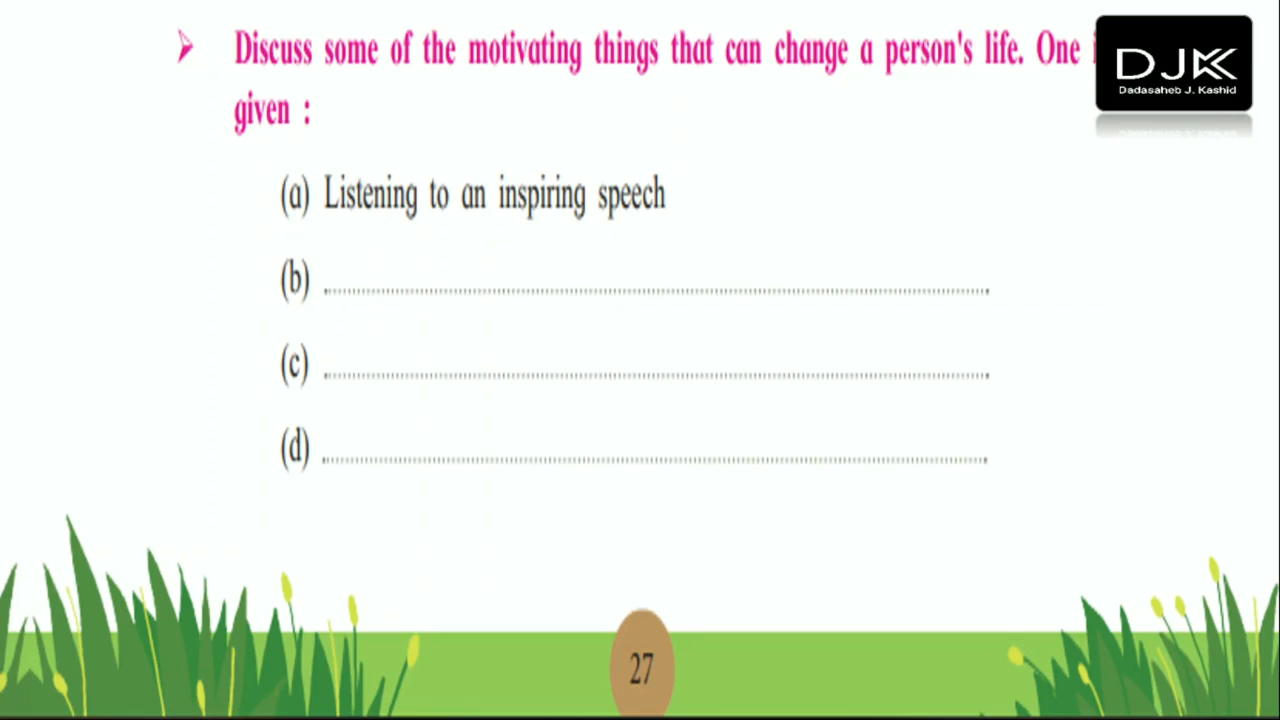 Discuss some of the motivating things that can change a person's life. One
given :
(a) Listening to an inspiring speech
(b)
(c)
(d)
27
DJK
Dadasaheb J. Kashid